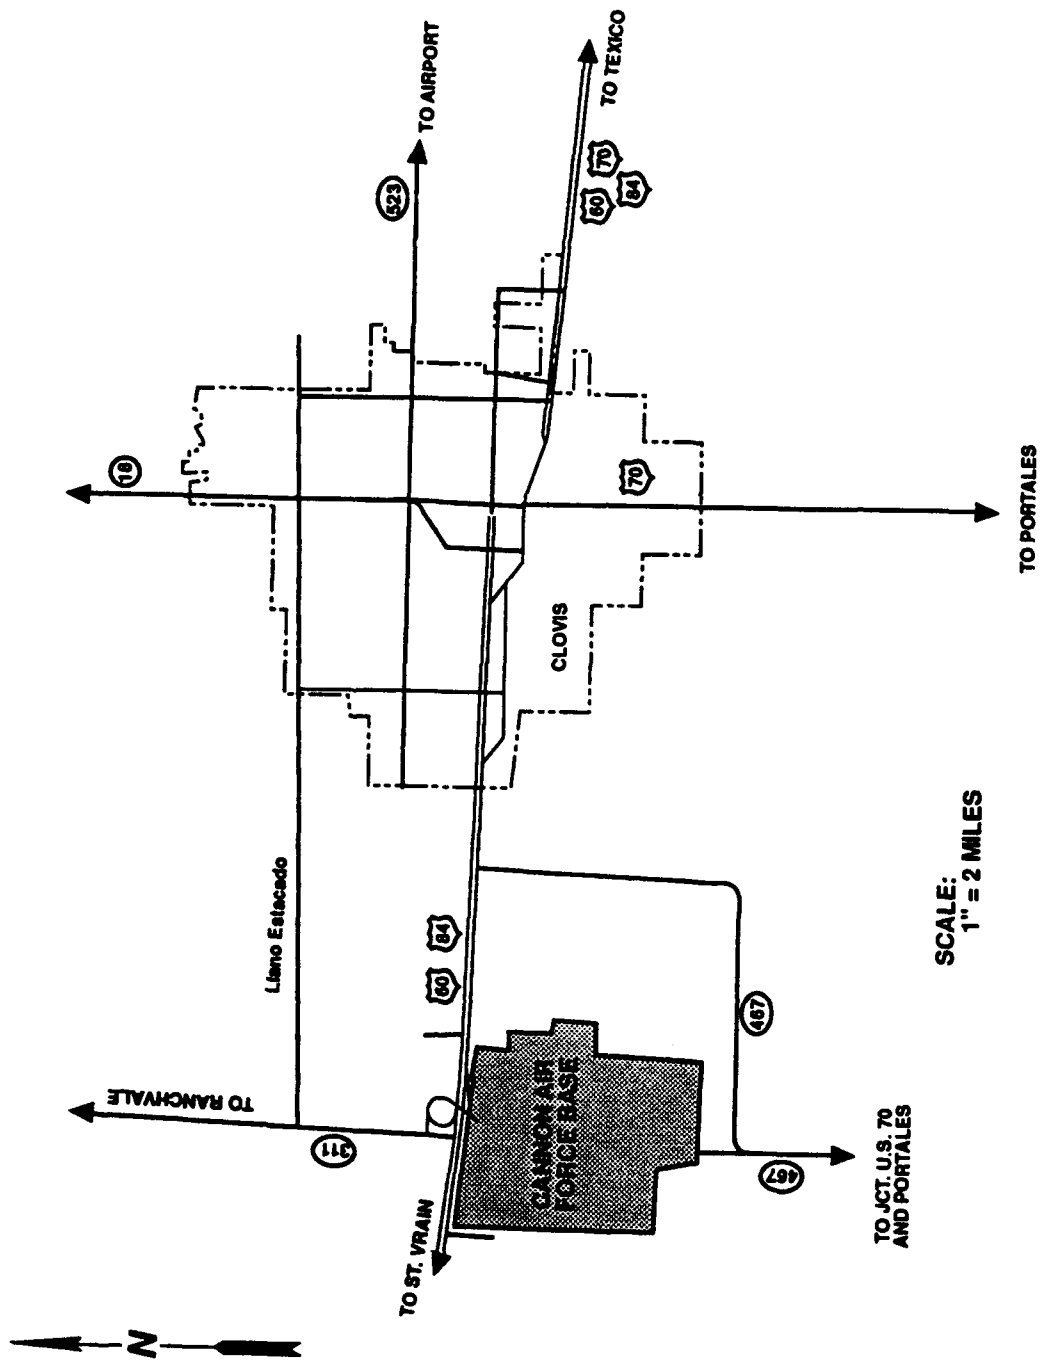 TO TEXICO
TO AIRPORT
70
84
60
523
18
70
TO PORTALES
CLOVIS
Llano Estacado
84
60
SCALE:
1" = 2 MILES
467
CANNON AIR
FORCE BASE
TO RANCHVALE
311
467
TO JCT. U.S. 70
AND PORTALES
TO ST. VRAIN
N